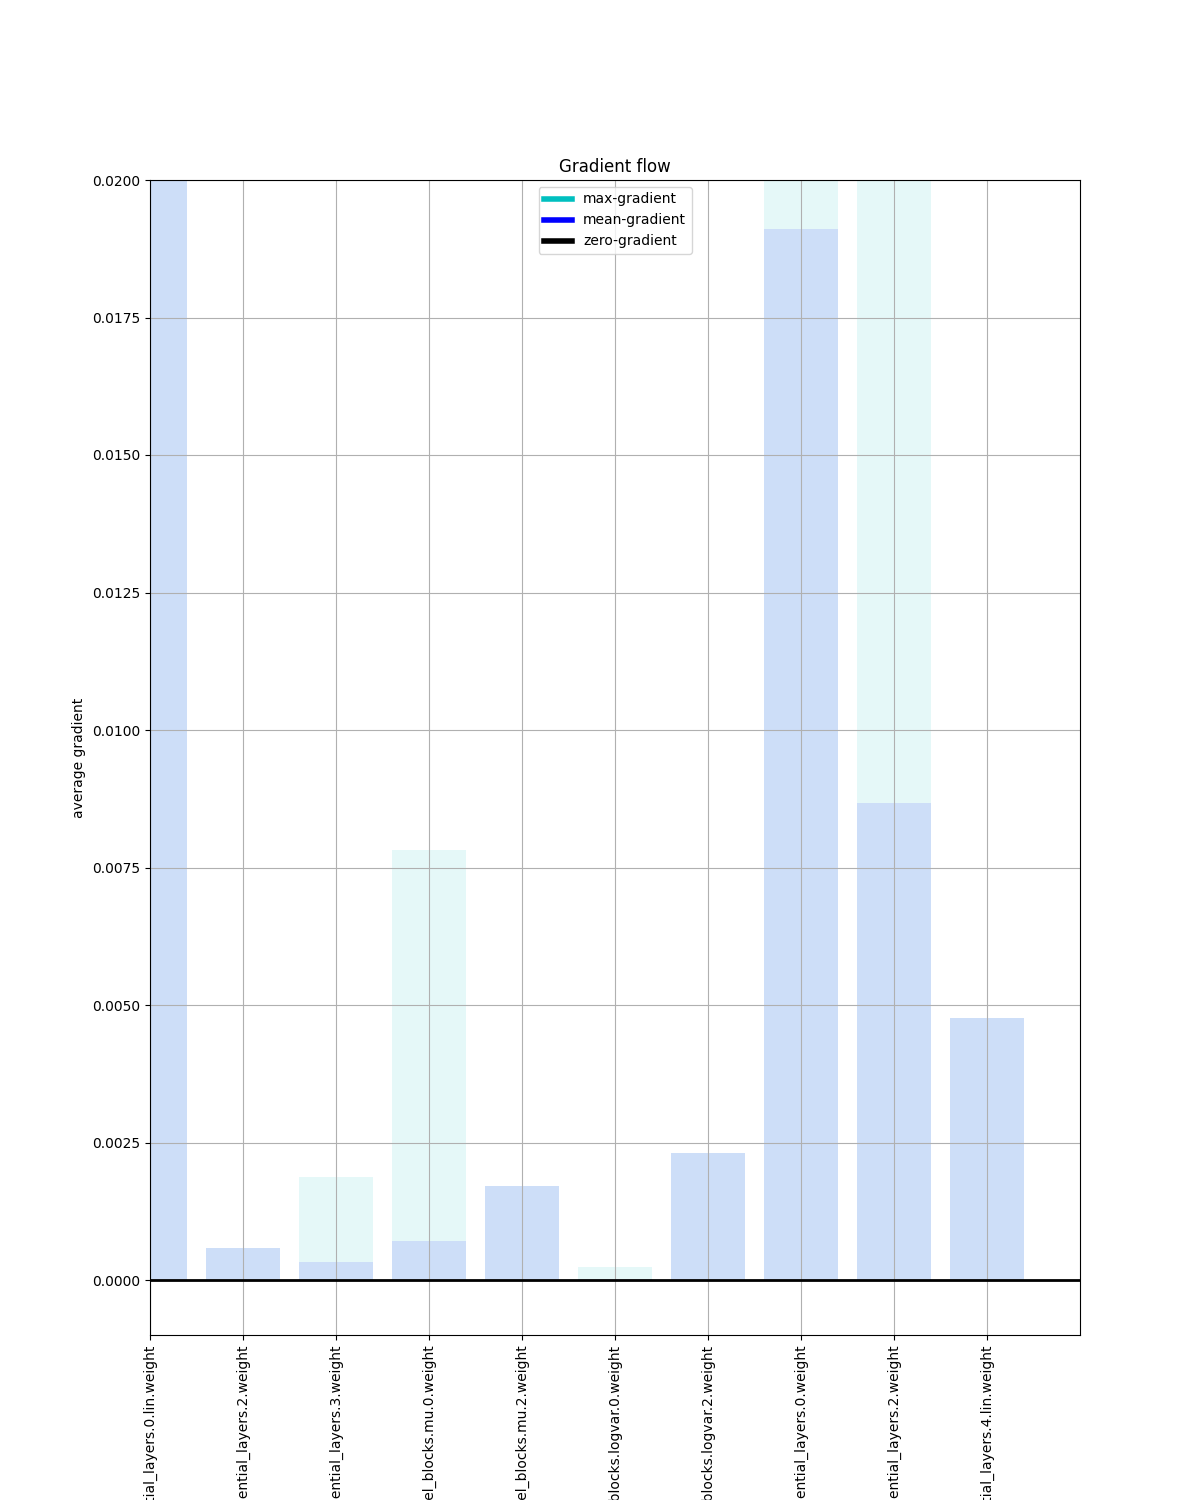 Gradient flow
max-gradient
mean-gradient
zero-gradient
0.0200
0.0175
0.0150
0.0125
0.0100
0.0075
0.0050
0.0025
0.0000
average gradient
tial_layers.0.lin.weight
ential_layers.2.weight
ential_layers.3.weight
el_blocks.mu.0.weight
el_blocks.mu.2.weight
blocks.logvar.0.weight
blocks.logvar.2.weight
ential_layers.0.weight
ential_layers.2.weight
tial_layers.4.lin.weight